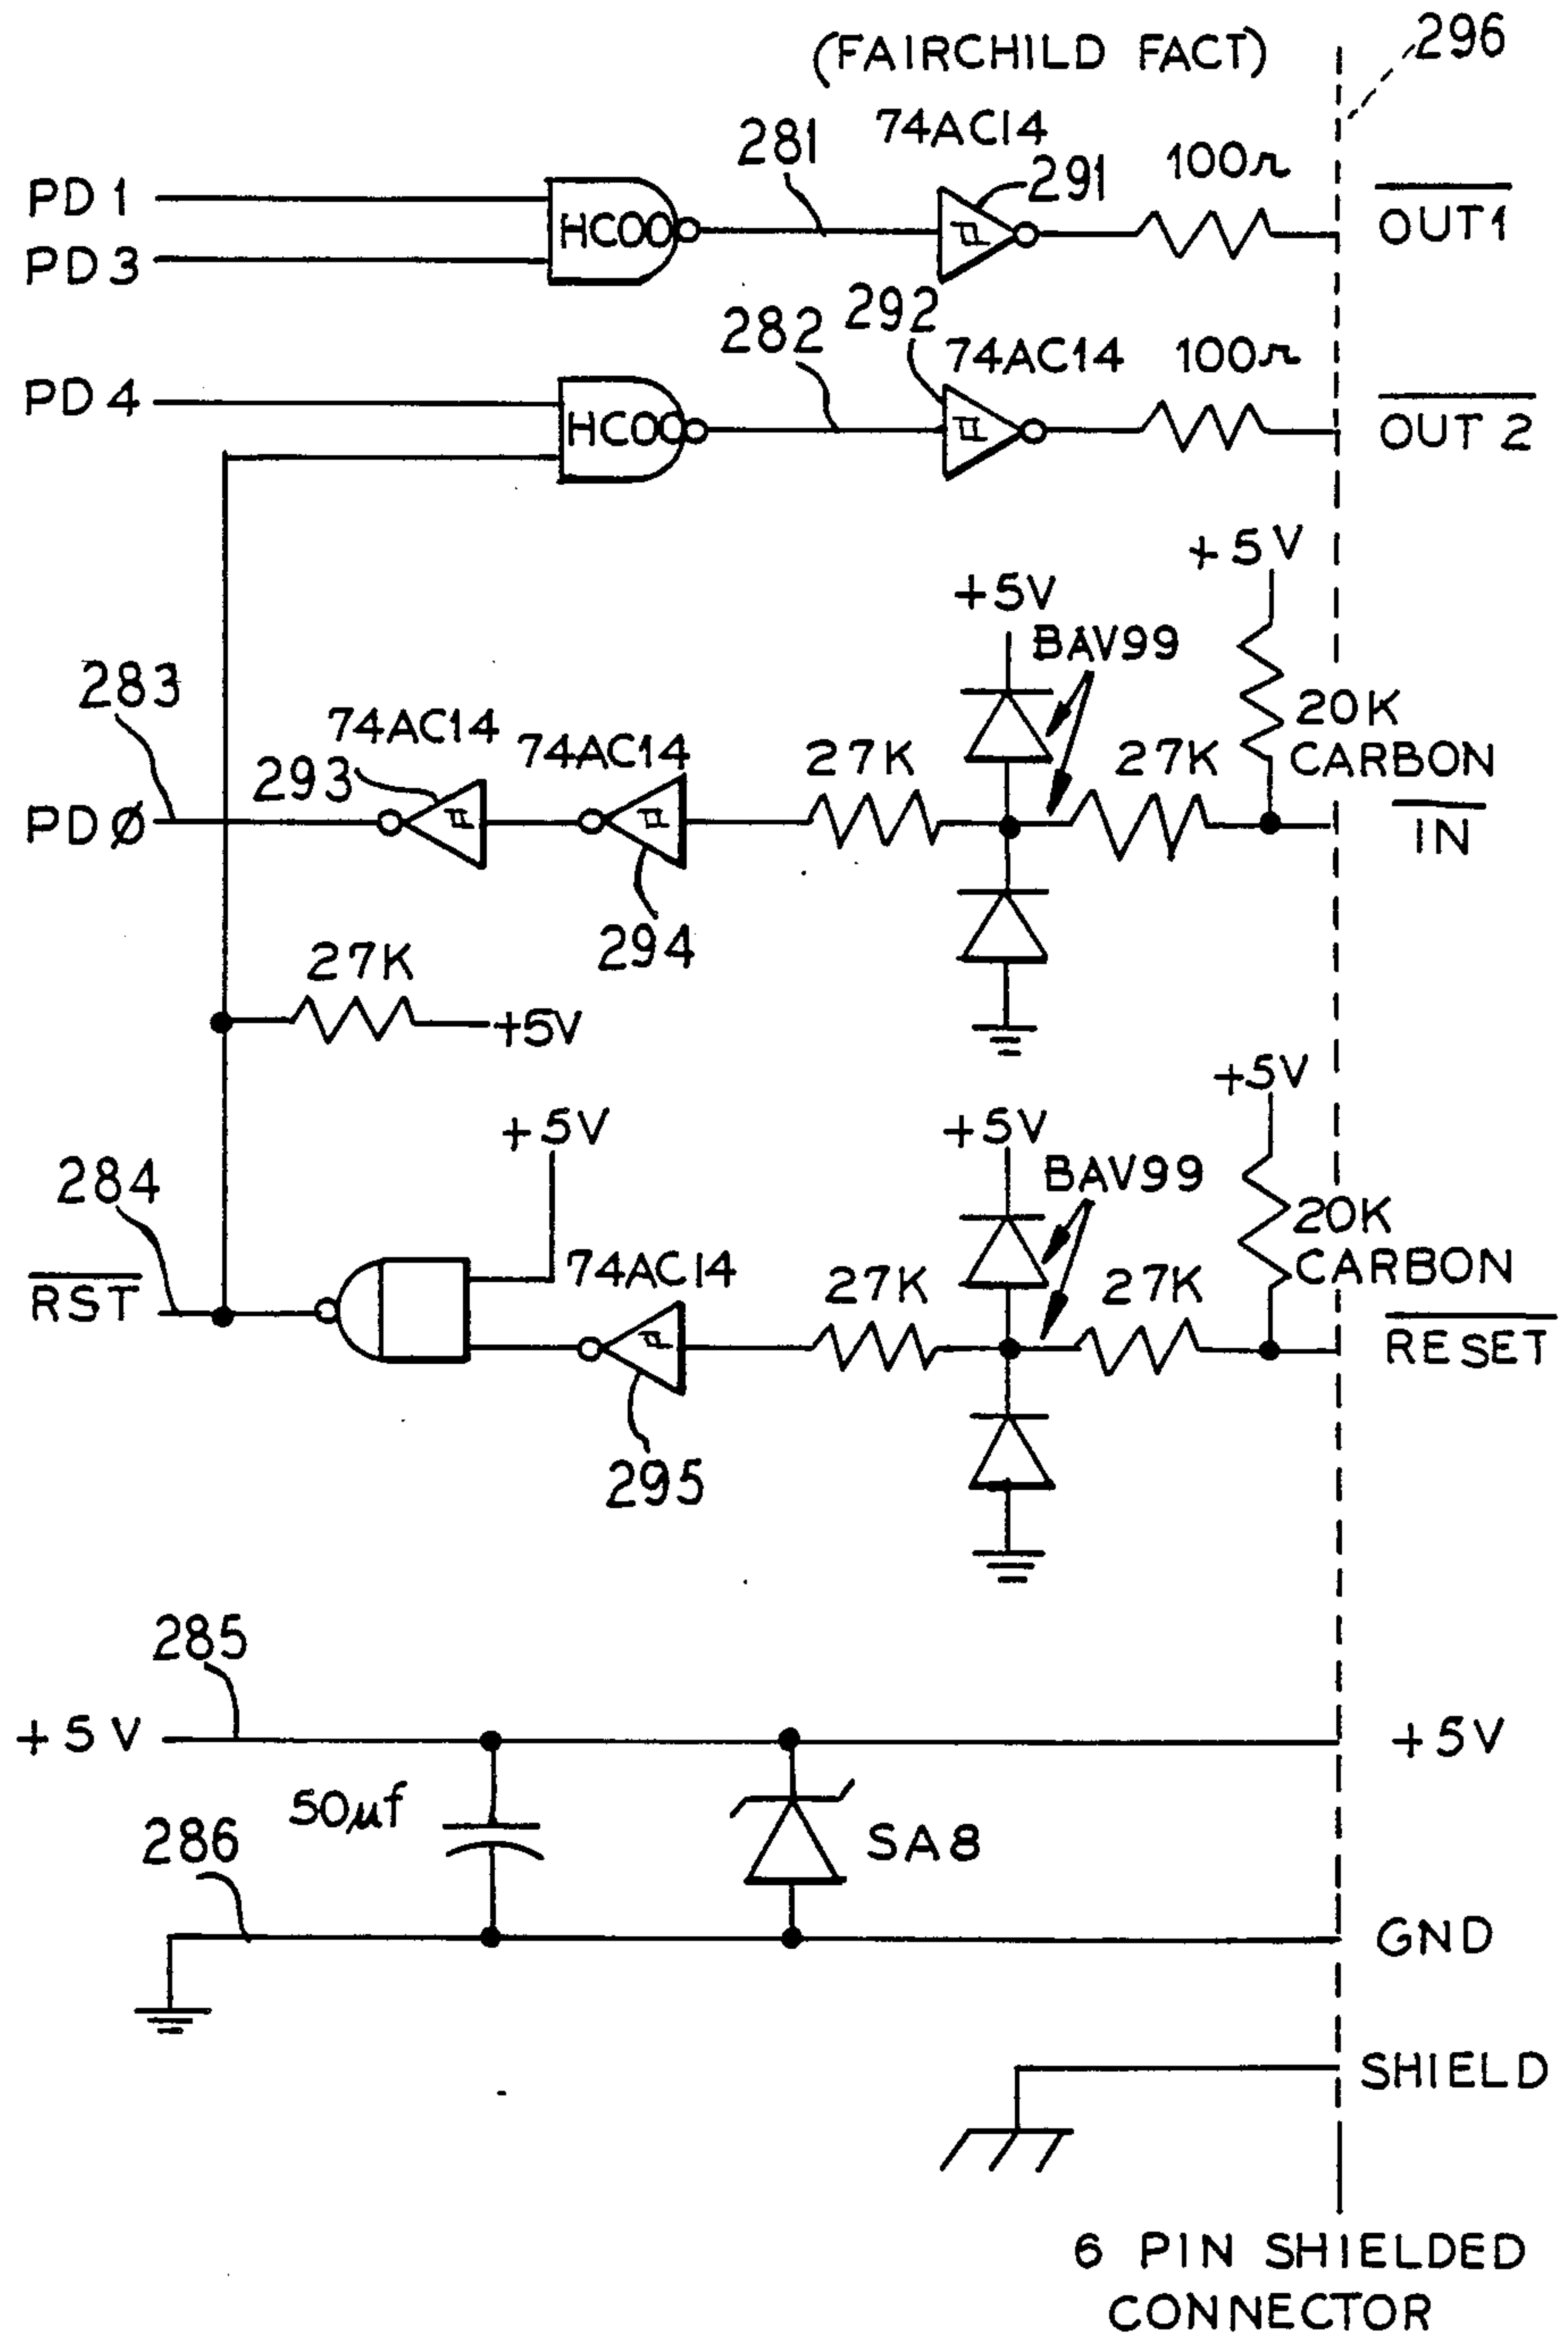 (FAIRCHILD FACT)
296
74AC14
281
291
100Ω
PD1
HC00
OUT1
PD3
292
282
74AC14
100Ω
PD4
HC00
OUT 2
+5V
+5V
BAV99
283
74AC14
74AC14
20K
CARBON
293
27K
27K
PDØ
IN
294
27K
+5V
+5V
+5V
+5V
BAV99
284
74AC14
20K
CARBON
27K
27K
RST
RESET
295
285
+5V
+5V
50μf
SA8
286
GND
SHIELD
6 PIN SHIELDED
CONNECTOR